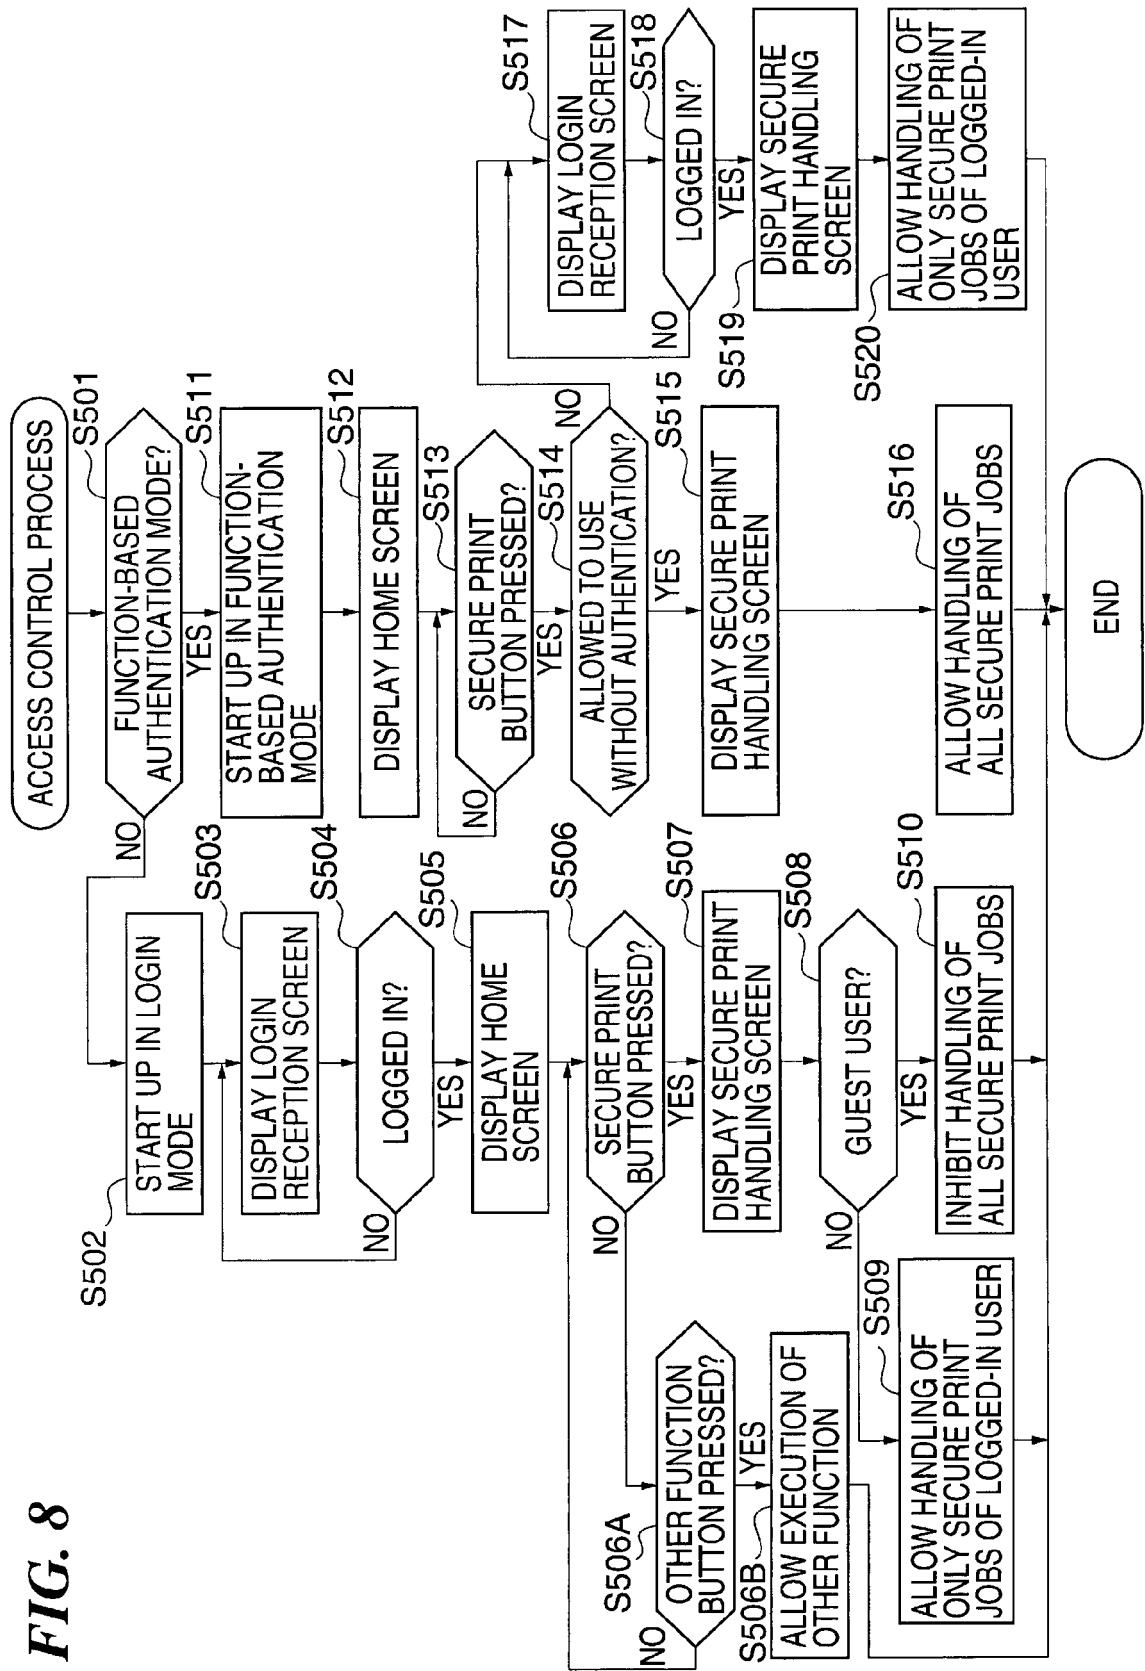 FIG. 8
ACCESS CONTROL PROCESS
S501
FUNCTION-BASED
AUTHENTICATION MODE?
NO
YES
S502
START UP IN LOGIN
MODE
S503
DISPLAY LOGIN
RECEPTION SCREEN
S504
LOGGED IN?
NO
YES
S505
DISPLAY HOME
SCREEN
S506
SECURE PRINT
BUTTON PRESSED?
NO
YES
S506A
OTHER FUNCTION
BUTTON PRESSED?
NO
YES
S506B
ALLOW EXECUTION OF
OTHER FUNCTION
S507
DISPLAY SECURE PRINT
HANDLING SCREEN
S508
GUEST USER?
NO
YES
S509
ALLOW HANDLING OF
ONLY SECURE PRINT
JOBS OF LOGGED-IN USER
S510
INHIBIT HANDLING OF
ALL SECURE PRINT JOBS
S511
START UP IN FUNCTION-
BASED AUTHENTICATION
MODE
S512
DISPLAY HOME SCREEN
S513
SECURE PRINT
BUTTON PRESSED?
NO
YES
S514
ALLOWED TO USE
WITHOUT AUTHENTICATION?
NO
YES
S515
DISPLAY SECURE PRINT
HANDLING SCREEN
S516
ALLOW HANDLING OF
ALL SECURE PRINT JOBS
S517
DISPLAY LOGIN
RECEPTION SCREEN
S518
LOGGED IN?
NO
YES
S519
DISPLAY SECURE
PRINT HANDLING
SCREEN
S520
ALLOW HANDLING OF
ONLY SECURE PRINT
JOBS OF LOGGED-IN
USER
END